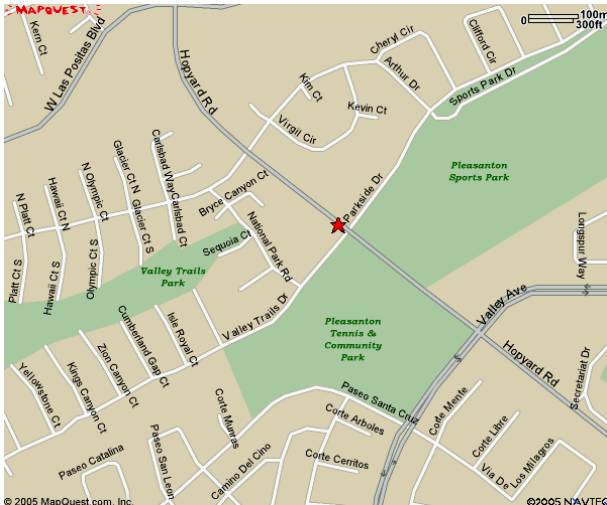 MAPQUEST
100m
0
300ft
Kern Ct
W Las Positas Blvd
Hopyard Rd
Cheryl Cir
Clifford Cir
Arthur Dr
Sports Park Dr
Kim Ct
Kevin Ct
Virgil Cir
Carlsbad Way
Carlsbad Ct
Glacier Ct N
Glacier Ct S
N Olympic Ct
Olympic Ct S
Hawaii Ct N
Hawaii Ct S
N Platt Ct
Platt Ct S
Bryce Canyon Ct
Pleasanton
Sports Park
Parkside Dr
National Park Rd
Sequoia Ct
Longspur Way
Valley Trails
Park
Valley Ave
Valley Trails Dr
Pleasanton
Tennis &
Community
Park
Isle Royal Ct
Cumberland Gap Ct
Zion Canyon Ct
Kings Canyon Ct
Yellowstone Ct
Hopyard Rd
Secretariat Dr
Paseo Santa Cruz
Corte Munras
Corte Arboles
Corte Mente
Corte Libre
Los Milagros
Via De
Paseo Catalina
Paseo San Leon
Camino Del Cino
Corte Cerritos
© 2005 MapQuest.com, Inc.
©2005 NAVTEQ